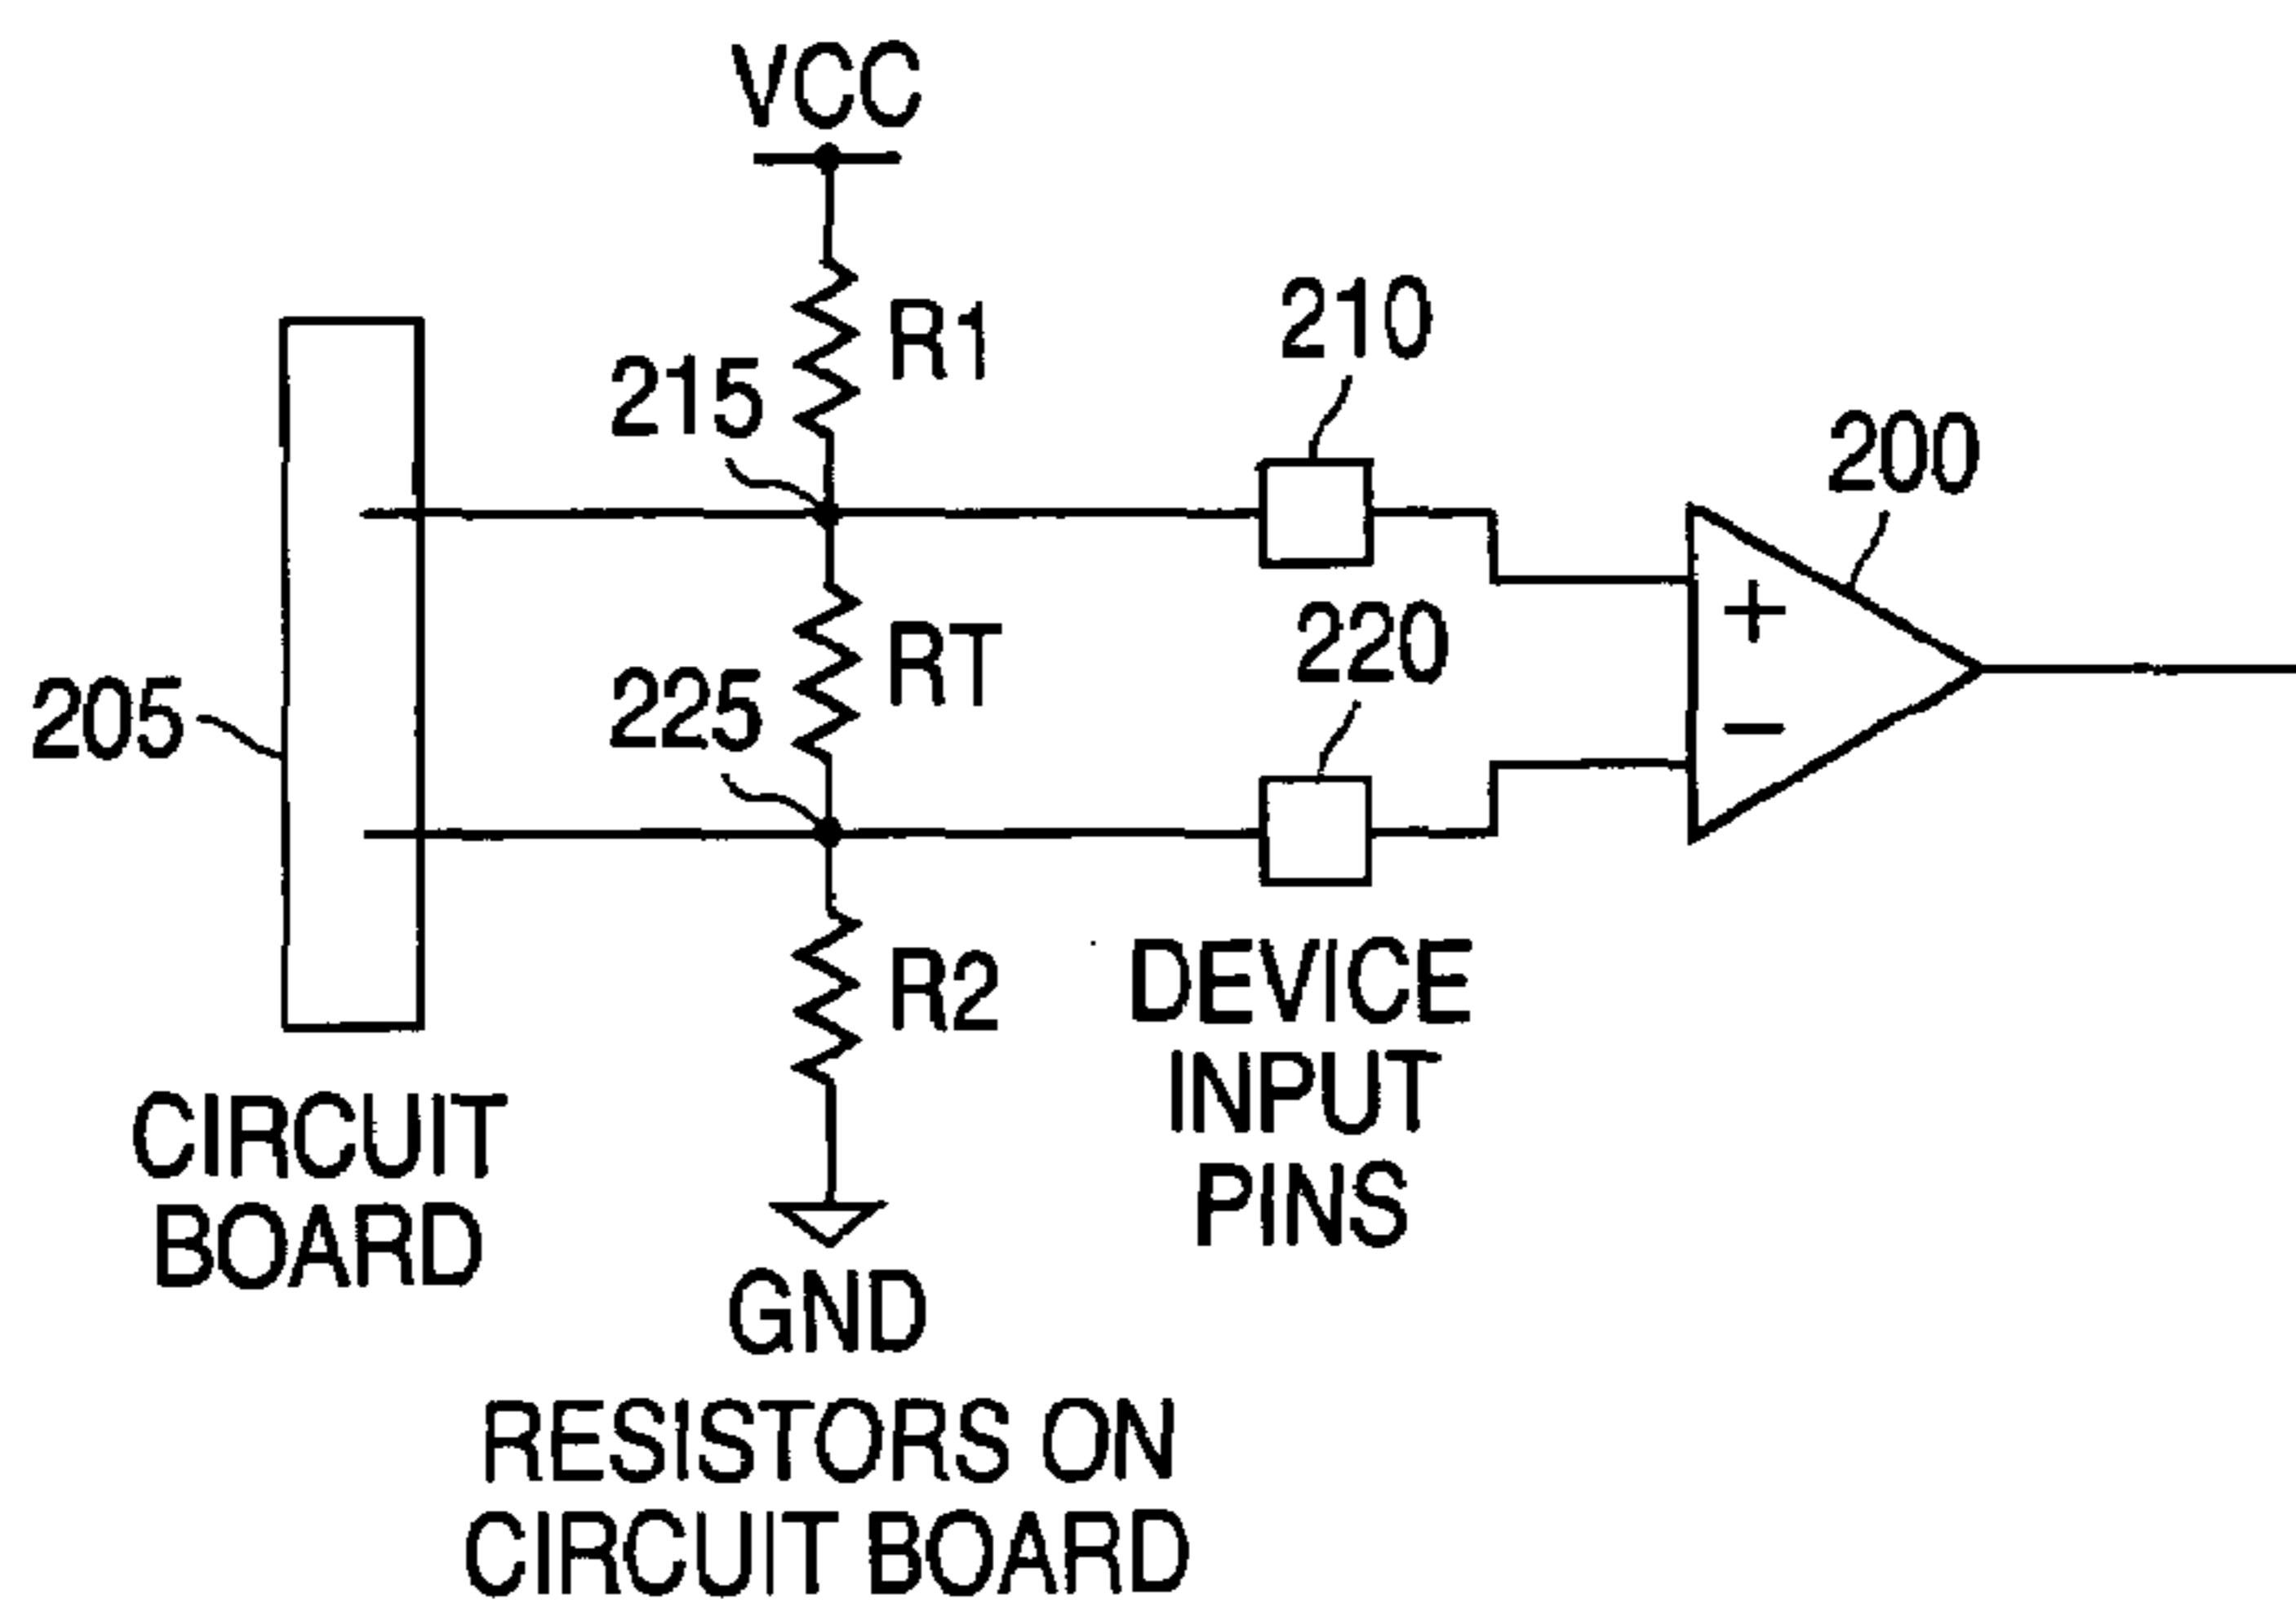 VCC
R1
210
215
200
+
RT
220
225
205
−
R2
DEVICE
INPUT
PINS
CIRCUIT
BOARD
GND
RESISTORS ON
CIRCUIT BOARD